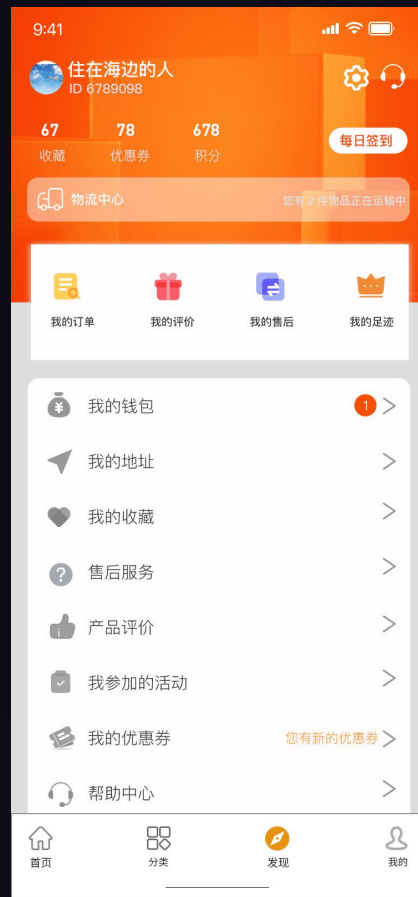 9:41
住在海边的人
ID 6789098
67 78 678
收藏 优惠券 积分
每日签到
物流中心 您有 2 件物品正在运输中
我的订单 我的评价 我的售后 我的足迹
我的钱包 1
我的地址
我的收藏
售后服务
产品评价
我参加的活动
我的优惠券 您有新的优惠券
帮助中心
首页 分类 发现 我的